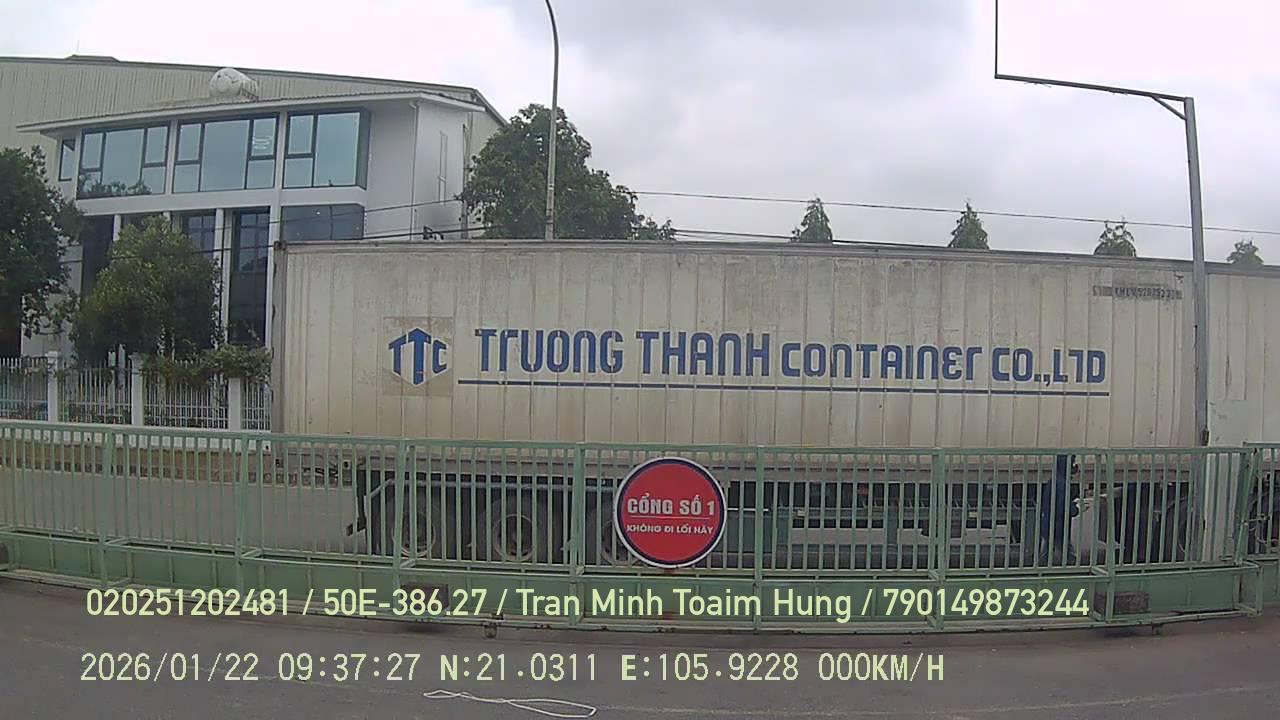 TTC TRUONG THANH CONTAINER CO.,LTD
CỔNG SỐ 1
KHÔNG ĐI LỐI NÀY
020251202481 / 50E-386.27 / Tran Minh Toaim Hung / 790149873244
2026/01/22 09:37:27 N:21.0311 E:105.9228 000KM/H